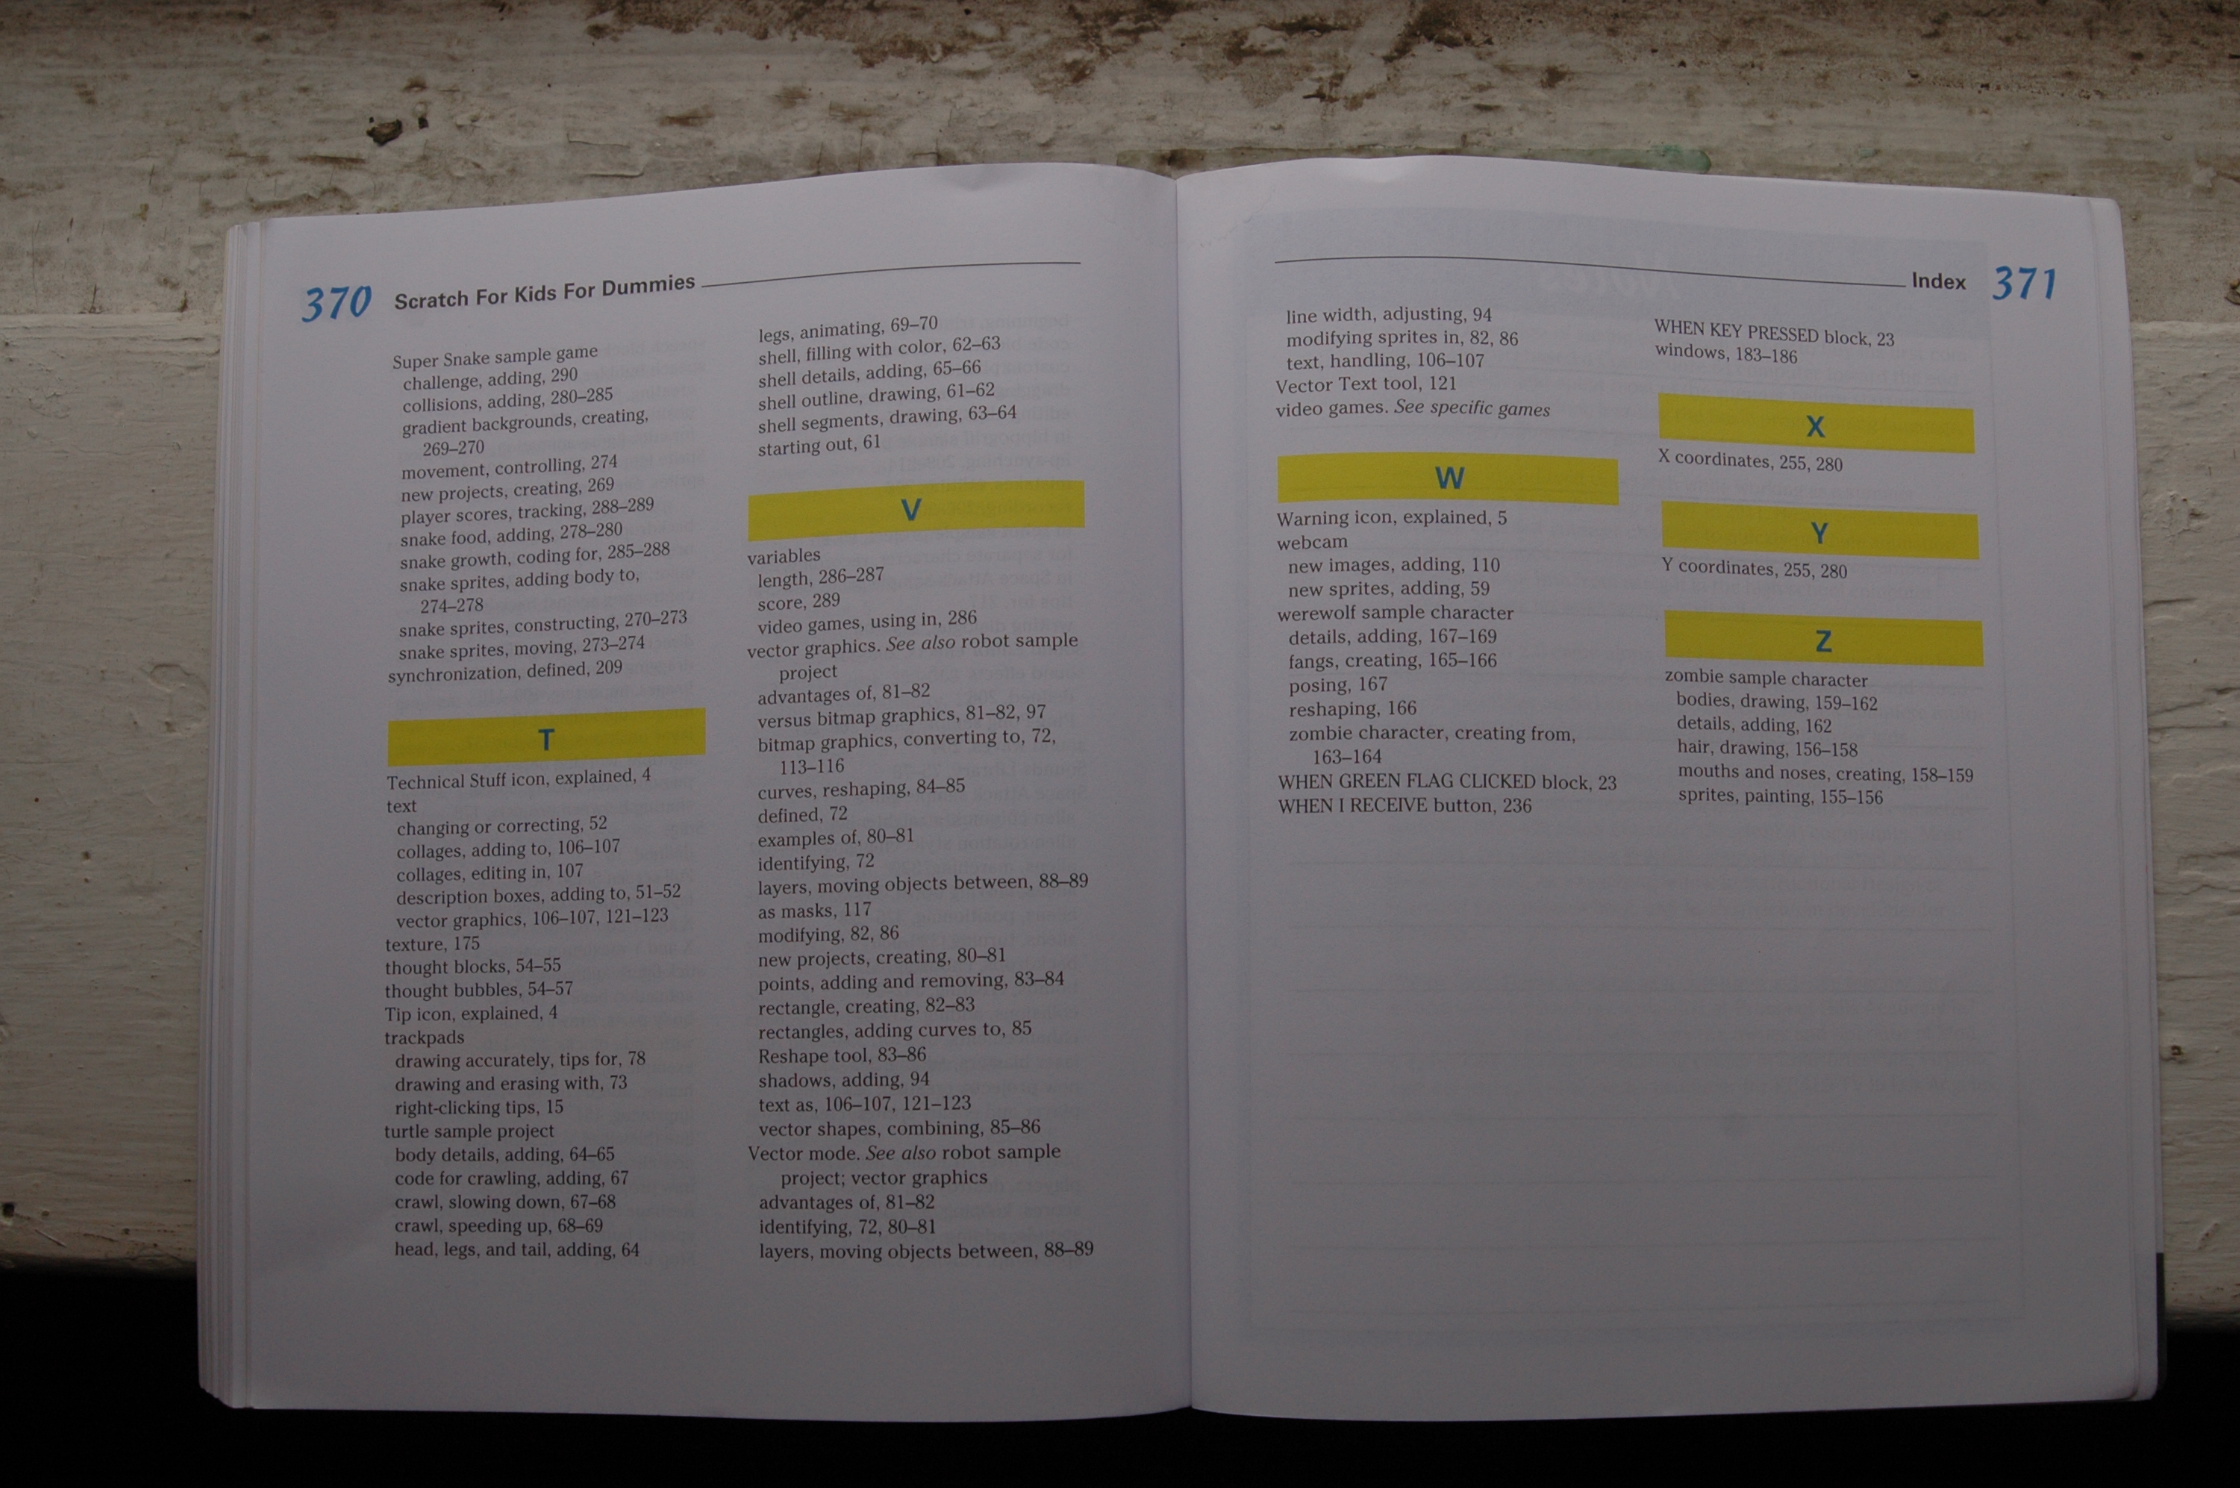 370 Scratch For Kids For Dummies
Super Snake sample game
challenge, adding, 290
collisions, adding, 280–285
gradient backgrounds, creating,
269–270
movement, controlling, 274
new projects, creating, 269
player scores, tracking, 288–289
snake food, adding, 278–280
snake growth, coding for, 285–288
snake sprites, adding body to,
274–278
snake sprites, constructing, 270–273
snake sprites, moving, 273–274
synchronization, defined, 209
T
Technical Stuff icon, explained, 4
text
changing or correcting, 52
collages, adding to, 106–107
collages, editing in, 107
description boxes, adding to, 51–52
vector graphics, 106–107, 121–123
texture, 175
thought blocks, 54–55
thought bubbles, 54–57
Tip icon, explained, 4
trackpads
drawing accurately, tips for, 78
drawing and erasing with, 73
right-clicking tips, 15
turtle sample project
body details, adding, 64–65
code for crawling, adding, 67
crawl, slowing down, 67–68
crawl, speeding up, 68–69
head, legs, and tail, adding, 64
legs, animating, 69–70
shell, filling with color, 62–63
shell details, adding, 65–66
shell outline, drawing, 61–62
shell segments, drawing, 63–64
starting out, 61
V
variables
length, 286–287
score, 289
video games, using in, 286
vector graphics. See also robot sample
project
advantages of, 81–82
versus bitmap graphics, 81–82, 97
bitmap graphics, converting to, 72,
113–116
curves, reshaping, 84–85
defined, 72
examples of, 80–81
identifying, 72
layers, moving objects between, 88–89
as masks, 117
modifying, 82, 86
new projects, creating, 80–81
points, adding and removing, 83–84
rectangle, creating, 82–83
rectangles, adding curves to, 85
Reshape tool, 83–86
shadows, adding, 94
text as, 106–107, 121–123
vector shapes, combining, 85–86
Vector mode. See also robot sample
project; vector graphics
advantages of, 81–82
identifying, 72, 80–81
layers, moving objects between, 88–89
Index 371
line width, adjusting, 94
modifying sprites in, 82, 86
text, handling, 106–107
Vector Text tool, 121
video games. See specific games
W
Warning icon, explained, 5
webcam
new images, adding, 110
new sprites, adding, 59
werewolf sample character
details, adding, 167–169
fangs, creating, 165–166
posing, 167
reshaping, 166
zombie character, creating from,
163–164
WHEN GREEN FLAG CLICKED block, 23
WHEN I RECEIVE button, 236
WHEN KEY PRESSED block, 23
windows, 183–186
X
X coordinates, 255, 280
Y
Y coordinates, 255, 280
Z
zombie sample character
bodies, drawing, 159–162
details, adding, 162
hair, drawing, 156–158
mouths and noses, creating, 158–159
sprites, painting, 155–156